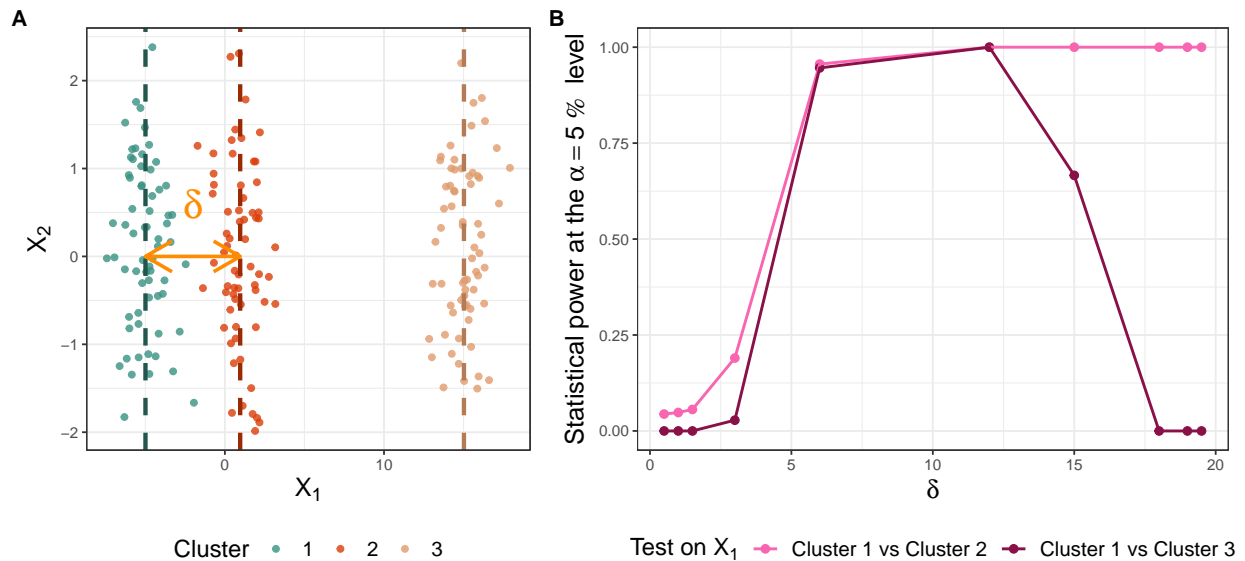 A
δ
X2
2
1
0
−1
−2
0
10
X1
Cluster
1
2
3
B
Statistical power at the α = 5 % level
1.00
0.75
0.50
0.25
0.00
0
5
10
15
20
δ
Test on X1
Cluster 1 vs Cluster 2
Cluster 1 vs Cluster 3